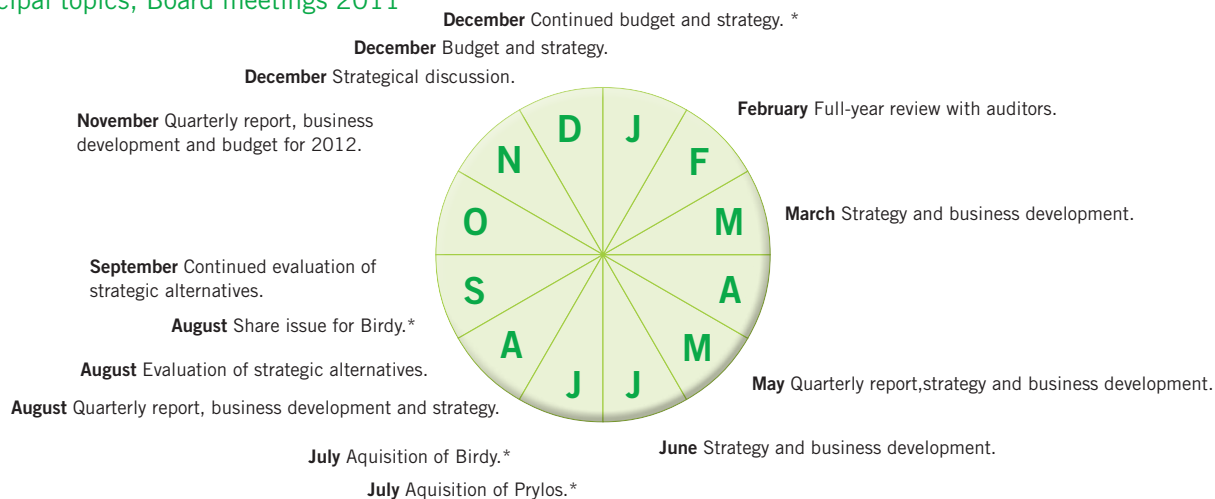 topics, Board meetings 2011
December Continued budget and strategy. *
December Budget and strategy.
December Strategical discussion.
November Quarterly report, business
development and budget for 2012.
February Full-year review with auditors.
March Strategy and business development.
September Continued evaluation of
strategic alternatives.
August Share issue for Birdy.*
August Evaluation of strategic alternatives.
August Quarterly report, business development and strategy.
May Quarterly report,strategy and business development.
June Strategy and business development.
July Aquisition of Birdy.*
July Aquisition of Prylos.*
J
F
M
A
M
J
J
A
S
O
N
D